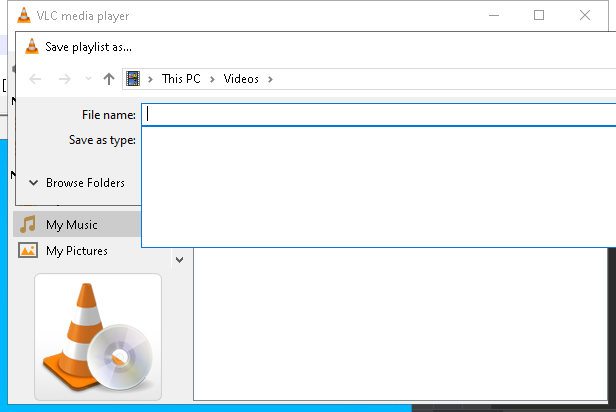 VLC media player
Save playlist as...
This PC > Videos >
File name:
Save as type:
Browse Folders
My Music
My Pictures